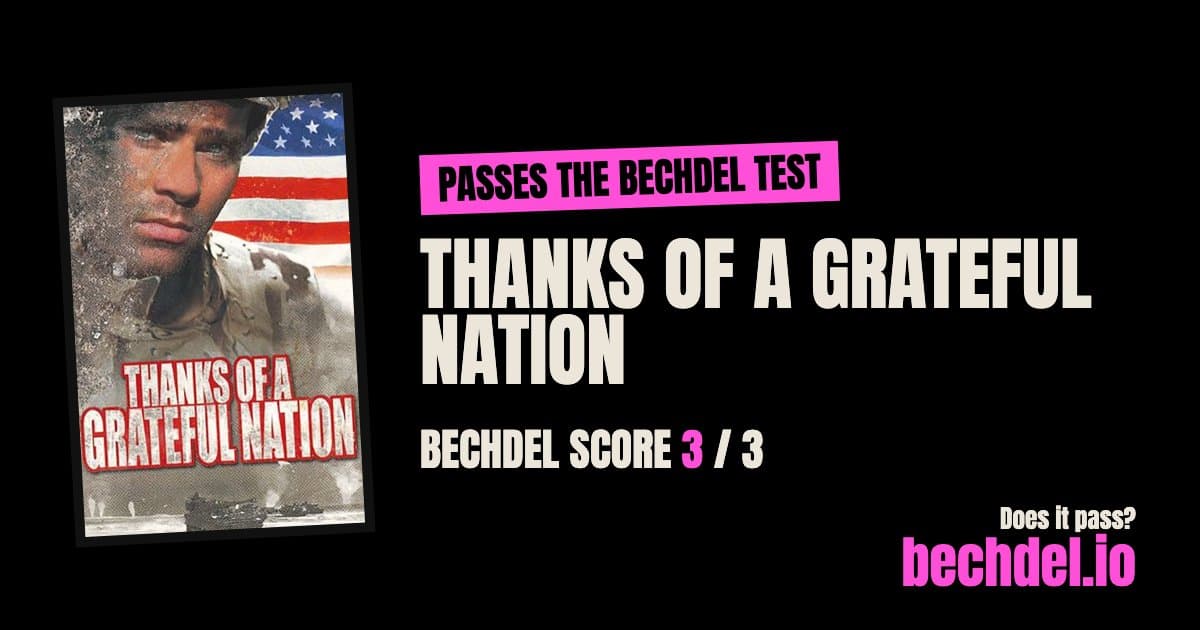 THANKS OF A
GRATEFUL NATION
PASSES THE BECHDEL TEST
THANKS OF A GRATEFUL
NATION
BECHDEL SCORE 3 / 3
Does it pass?
bechdel.io